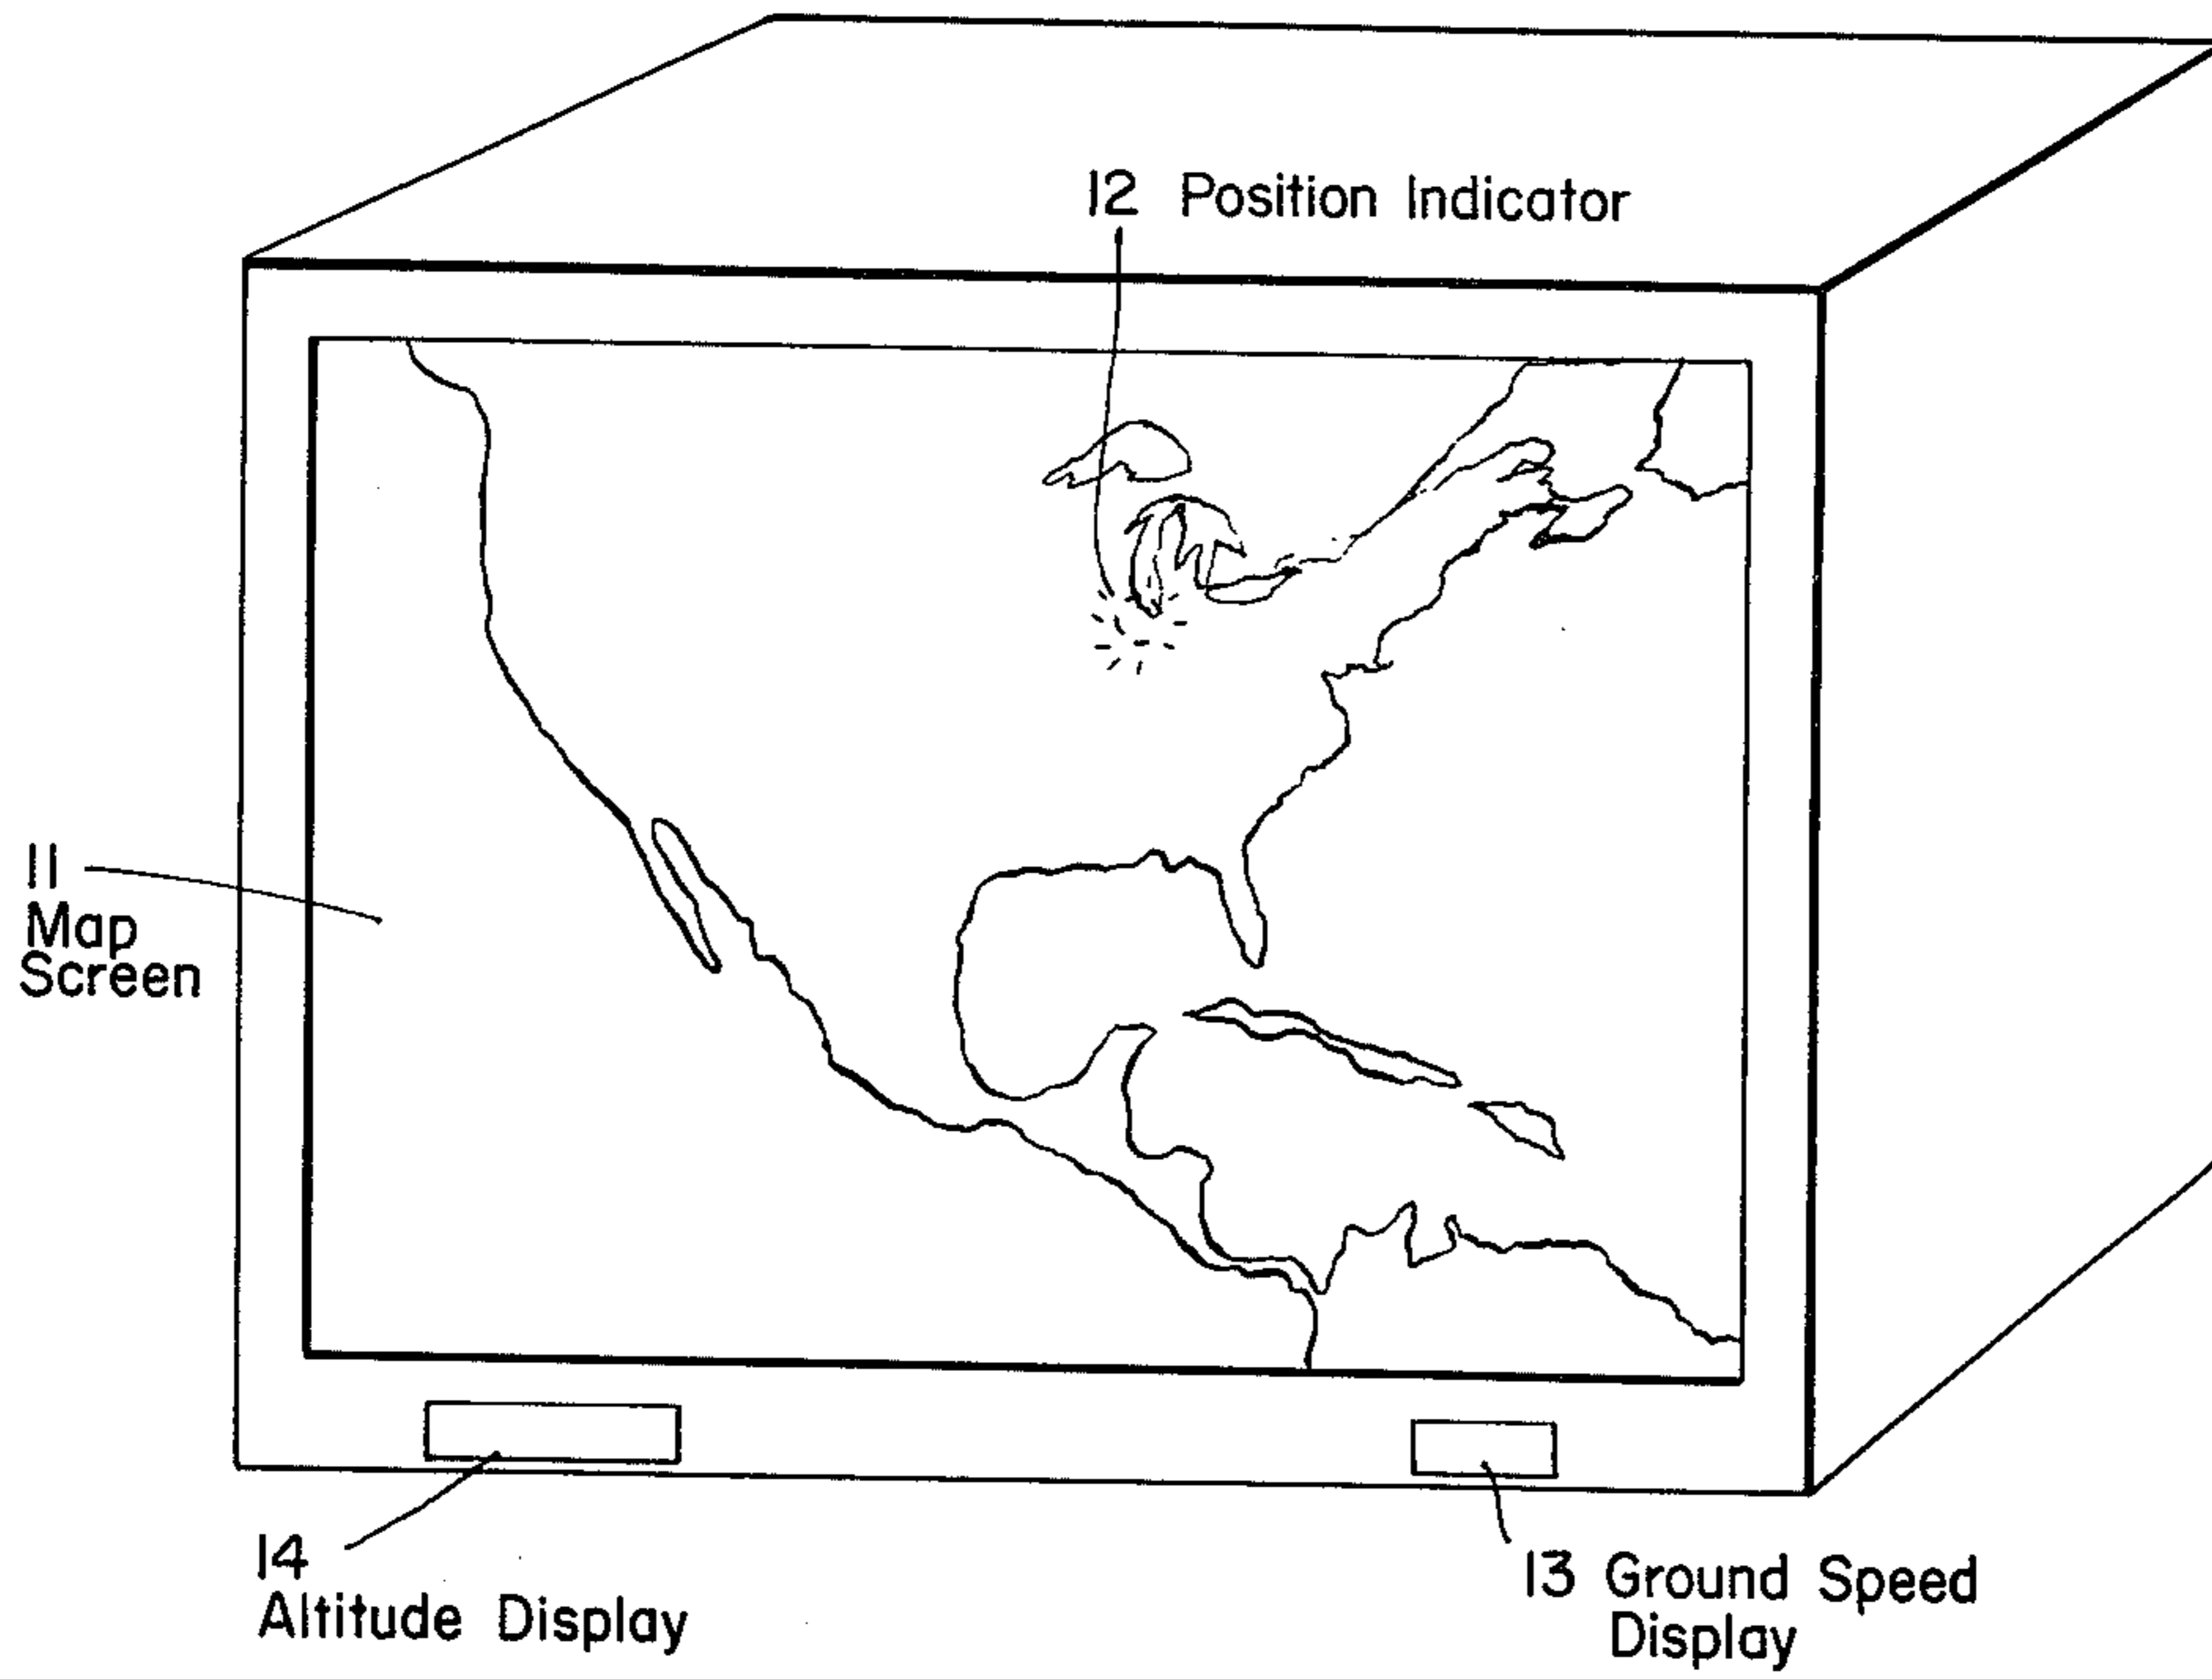 12 Position Indicator
11
Map
Screen
14
Altitude Display
13 Ground Speed
Display